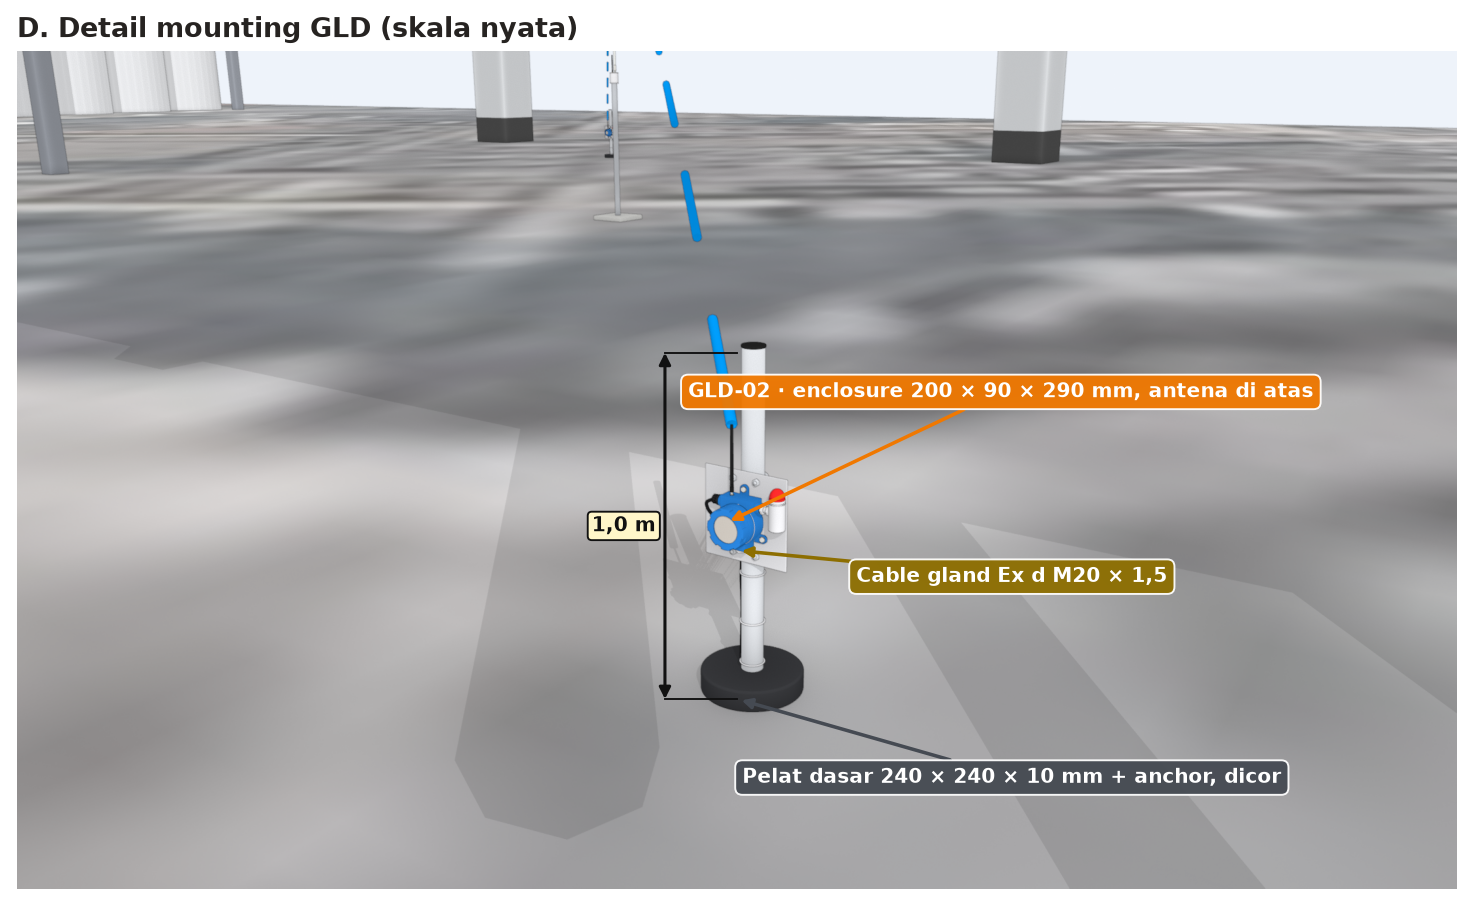 D. Detail mounting GLD (skala nyata)
GLD-02 · enclosure 200 × 90 × 290 mm, antena di atas
1,0 m
Cable gland Ex d M20 × 1,5
Pelat dasar 240 × 240 × 10 mm + anchor, dicor